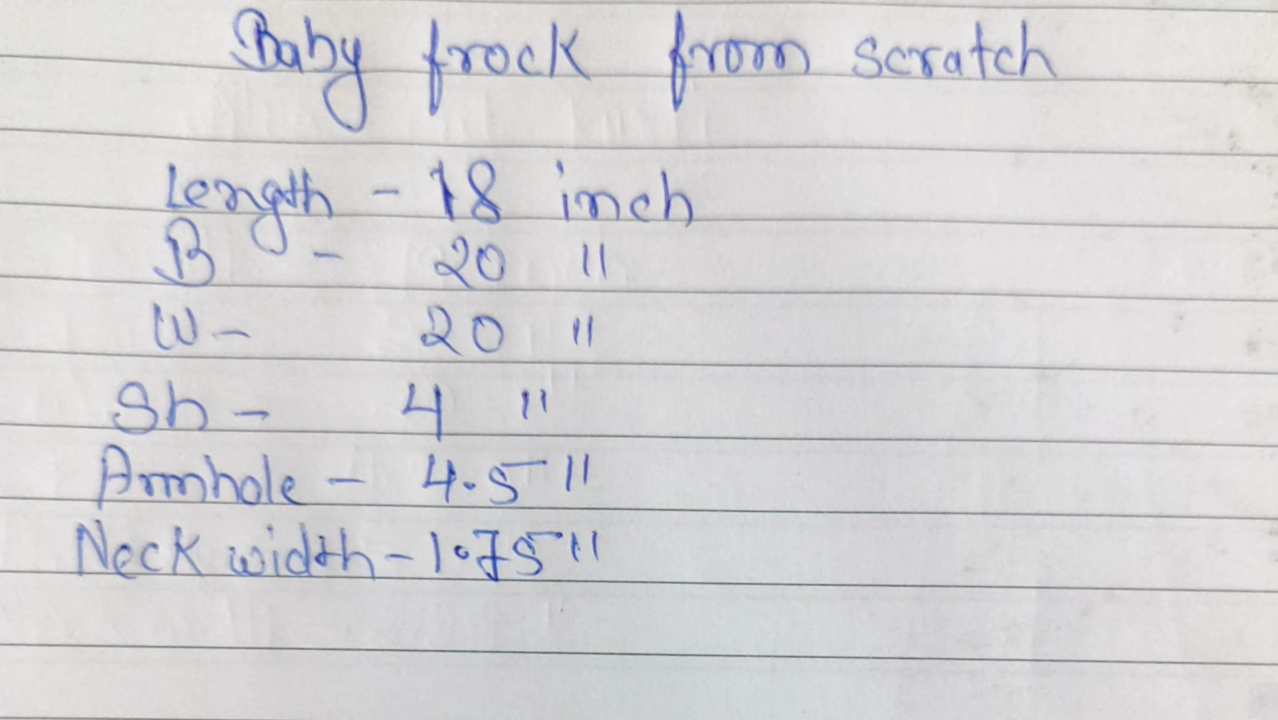 Baby frock from scratch
Length - 18 inch
B - 20 "
W - 20 "
Sh - 4 "
Armhole - 4.5 "
Neck width - 1.75 "